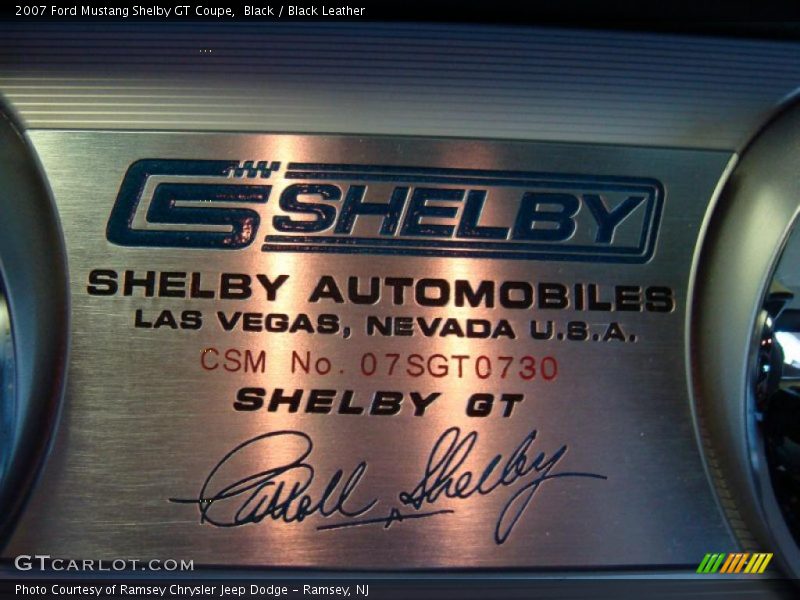 2007 Ford Mustang Shelby GT Coupe,  Black / Black Leather
SHELBY
SHELBY AUTOMOBILES
LAS VEGAS, NEVADA U.S.A.
CSM No. 07SGT0730
SHELBY GT
Carroll Shelby
GTCARLOT.COM
Photo Courtesy of Ramsey Chrysler Jeep Dodge – Ramsey, NJ